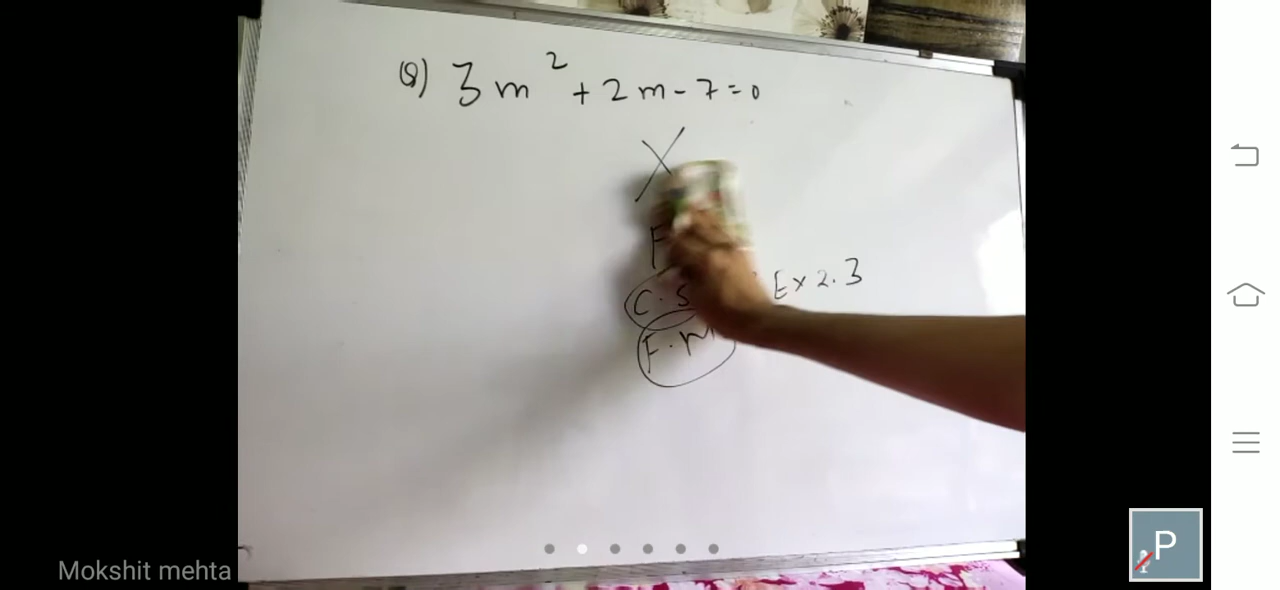 Q) 3m² + 2m - 7 = 0
X
F
C.S Ex 2.3
F.M
Mokshit mehta
P